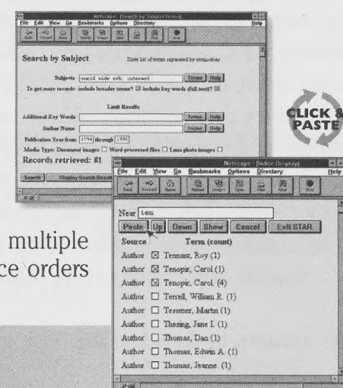 Netscape - [Search by Subject Terms]
File Edit View Go Bookmarks Options Directory Help
Search by Subject
Enter list of terms separated by semicolons
Subjects world wide web; internet Terms Help
To get more records: include broader terms? include key words (full text)?
Limit Results
Additional Key Words Terms Help
Author Name Terms Help
Publication Year from 1994 through 1995
Media Type: Document images Word-processed files Lone photo images
Records retrieved: 81
Search Display Search Results
CLICK &
PASTE
Netscape - [Index Display]
File Edit View Go Bookmarks Options Directory Help
Near ten
Paste Up Down Show Cancel Exit STAR
Source Term (count)
Author Tennant, Roy (1)
Author Tenopir, Carol (1)
Author Tenopir, Carol. (4)
Author Terrell, William R. (1)
Author Tessmer, Martin (1)
Author Thesing, Jane I. (1)
Author Thomas, Dan (1)
Author Thomas, Edwin A. (1)
Author Thomas, Jeanne. (1)
multiple
ce orders